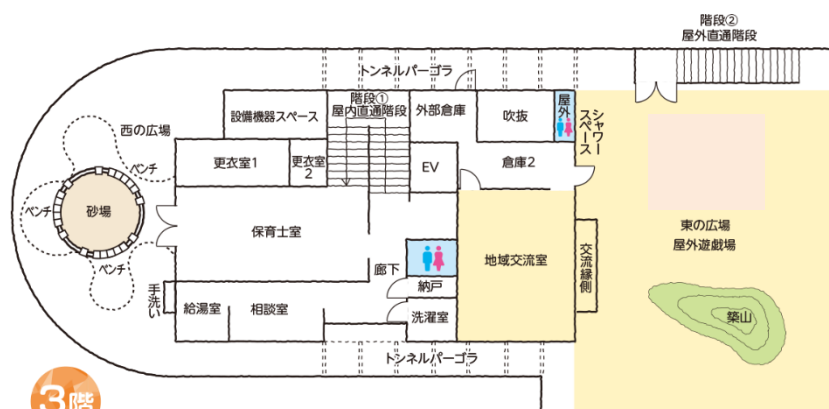 階段②
屋外直通階段
トンネルパーゴラ
階段①
屋内直通階段
設備機器スペース
外部倉庫
吹抜
屋外
シャワー
スペース
西の広場
ベンチ
更衣室1
更衣室
2
EV
倉庫2
ベンチ
砂場
保育士室
東の広場
屋外遊戯場
ベンチ
廊下
地域交流室
交流縁側
手洗い
給湯室
相談室
納戸
洗濯室
築山
トンネルパーゴラ
3階